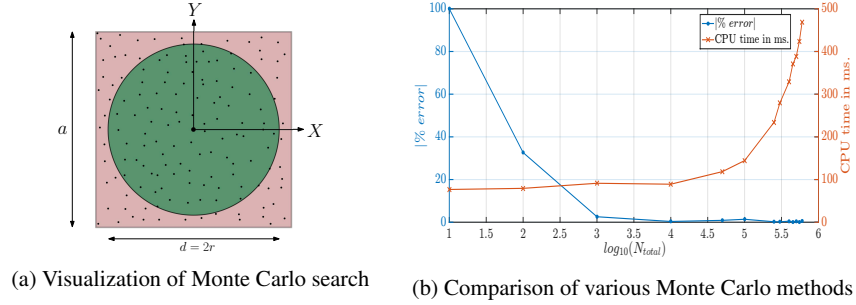 Y
X
a
d = 2r
(a) Visualization of Monte Carlo search
|% error|
CPU time in ms.
100
80
60
40
20
0
|% error|
500
400
300
200
100
0
CPU time in ms.
1 1.5 2 2.5 3 3.5 4 4.5 5 5.5 6
log10(Ntotal)
(b) Comparison of various Monte Carlo methods